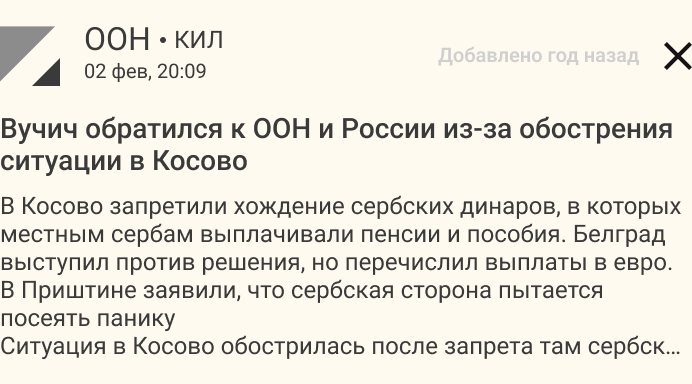 ООН • КИЛ
02 фев, 20:09
Добавлено год назад
Вучич обратился к ООН и России из-за обострения
ситуации в Косово
В Косово запретили хождение сербских динаров, в которых
местным сербам выплачивали пенсии и пособия. Белград
выступил против решения, но перечислил выплаты в евро.
В Приштине заявили, что сербская сторона пытается
посеять панику
Ситуация в Косово обострилась после запрета там сербск...